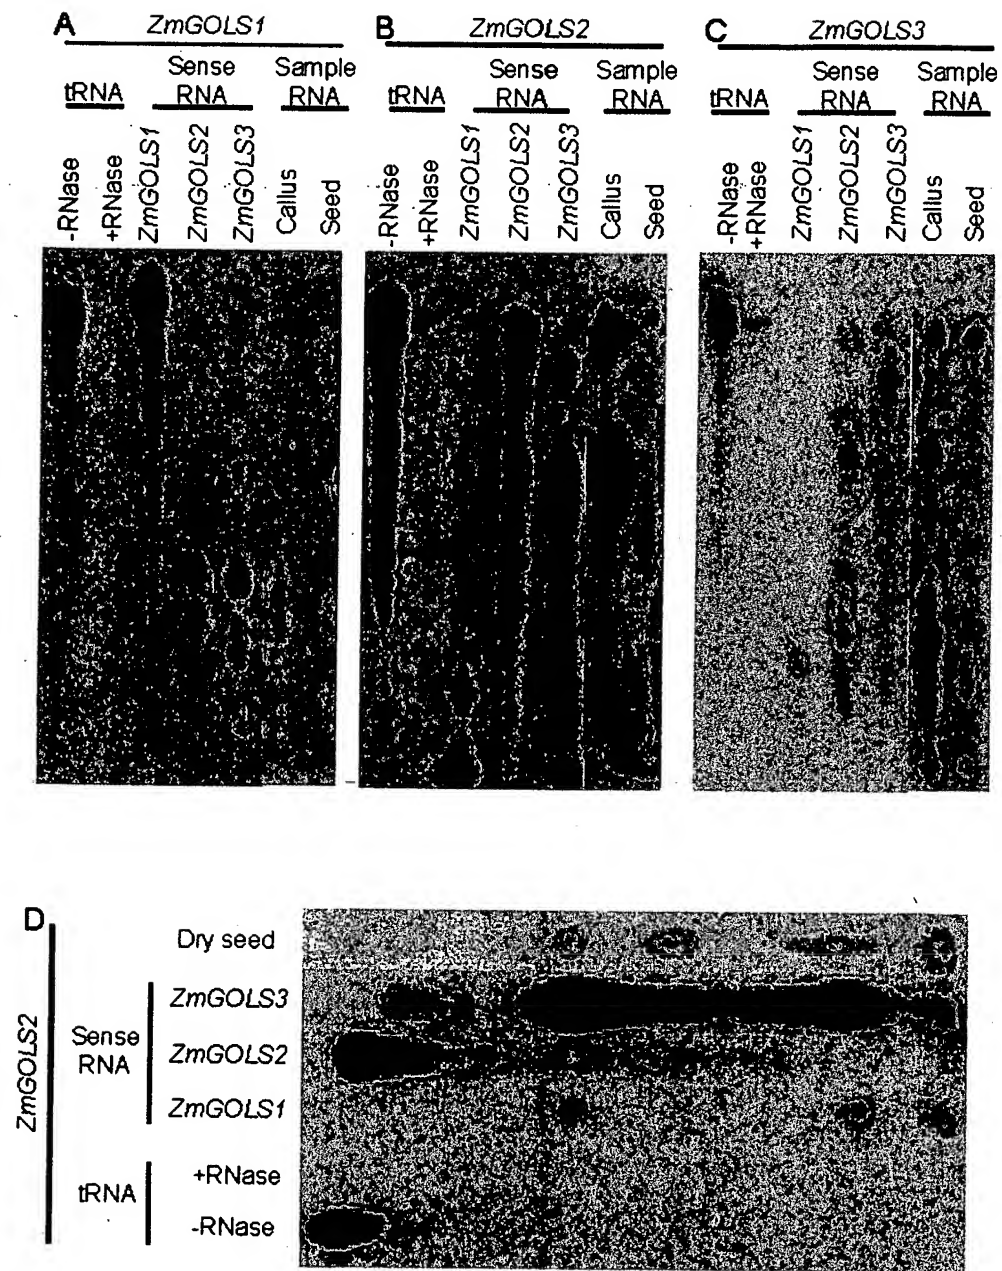 A ZmGOLS1
tRNA Sense RNA Sample RNA
-RNase +RNase ZmGOLS1 ZmGOLS2 ZmGOLS3 Callus Seed
B ZmGOLS2
tRNA Sense RNA Sample RNA
-RNase +RNase ZmGOLS1 ZmGOLS2 ZmGOLS3 Callus Seed
C ZmGOLS3
tRNA Sense RNA Sample RNA
-RNase +RNase ZmGOLS1 ZmGOLS2 ZmGOLS3 Callus Seed
D
ZmGOLS2
Dry seed
Sense RNA
ZmGOLS3
ZmGOLS2
ZmGOLS1
tRNA
+RNase
-RNase